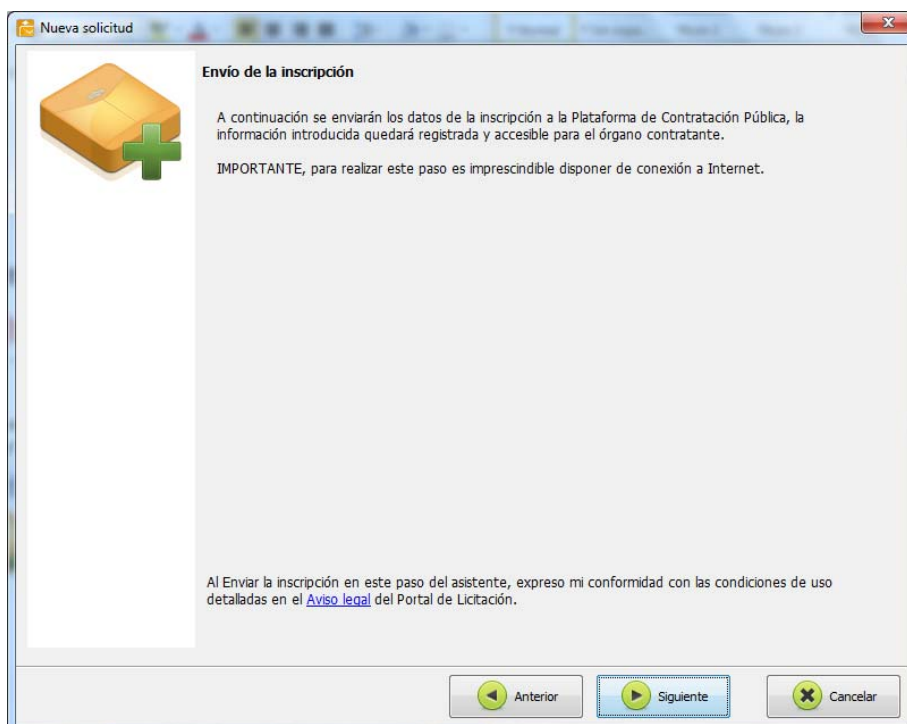 Nueva solicitud
Envío de la inscripción
A continuación se enviarán los datos de la inscripción a la Plataforma de Contratación Pública, la
información introducida quedará registrada y accesible para el órgano contratante.
IMPORTANTE, para realizar este paso es imprescindible disponer de conexión a Internet.
Al Enviar la inscripción en este paso del asistente, expreso mi conformidad con las condiciones de uso
detalladas en el Aviso legal del Portal de Licitación.
Anterior
Siguiente
Cancelar